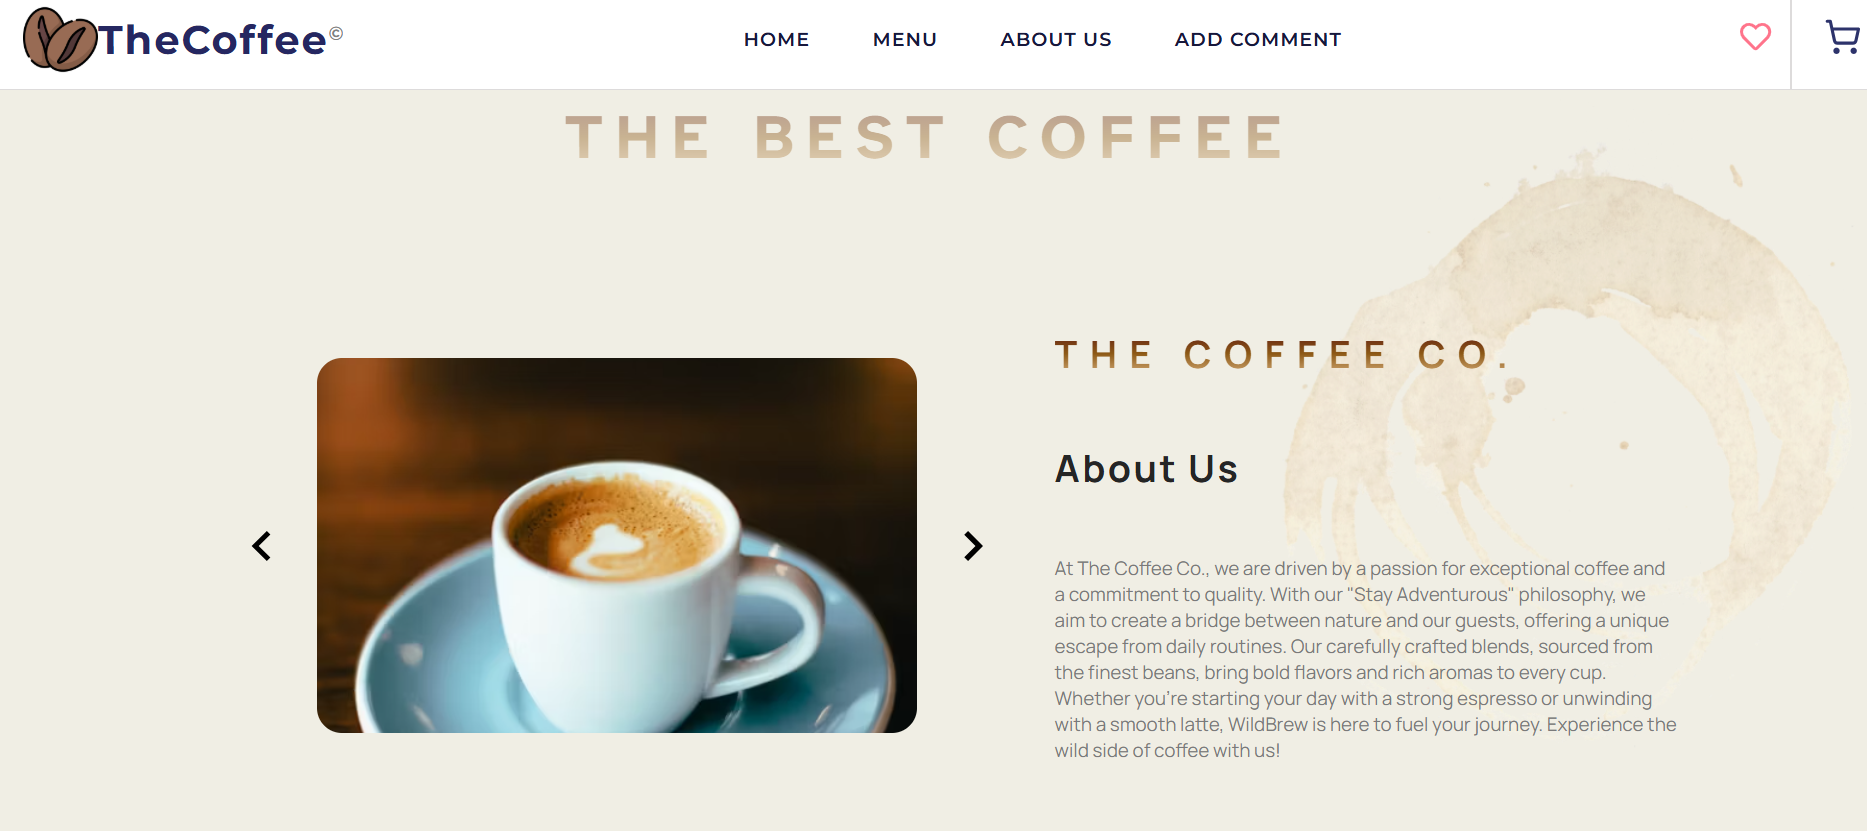 TheCoffee©
HOME MENU ABOUT US ADD COMMENT
THE BEST COFFEE
THE COFFEE CO.
About Us
At The Coffee Co., we are driven by a passion for exceptional coffee and
a commitment to quality. With our "Stay Adventurous" philosophy, we
aim to create a bridge between nature and our guests, offering a unique
escape from daily routines. Our carefully crafted blends, sourced from
the finest beans, bring bold flavors and rich aromas to every cup.
Whether you're starting your day with a strong espresso or unwinding
with a smooth latte, WildBrew is here to fuel your journey. Experience the
wild side of coffee with us!